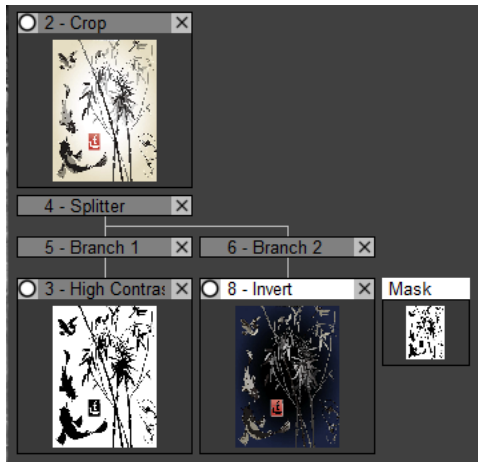 2 - Crop
4 - Splitter
5 - Branch 1
6 - Branch 2
3 - High Contras
8 - Invert
Mask